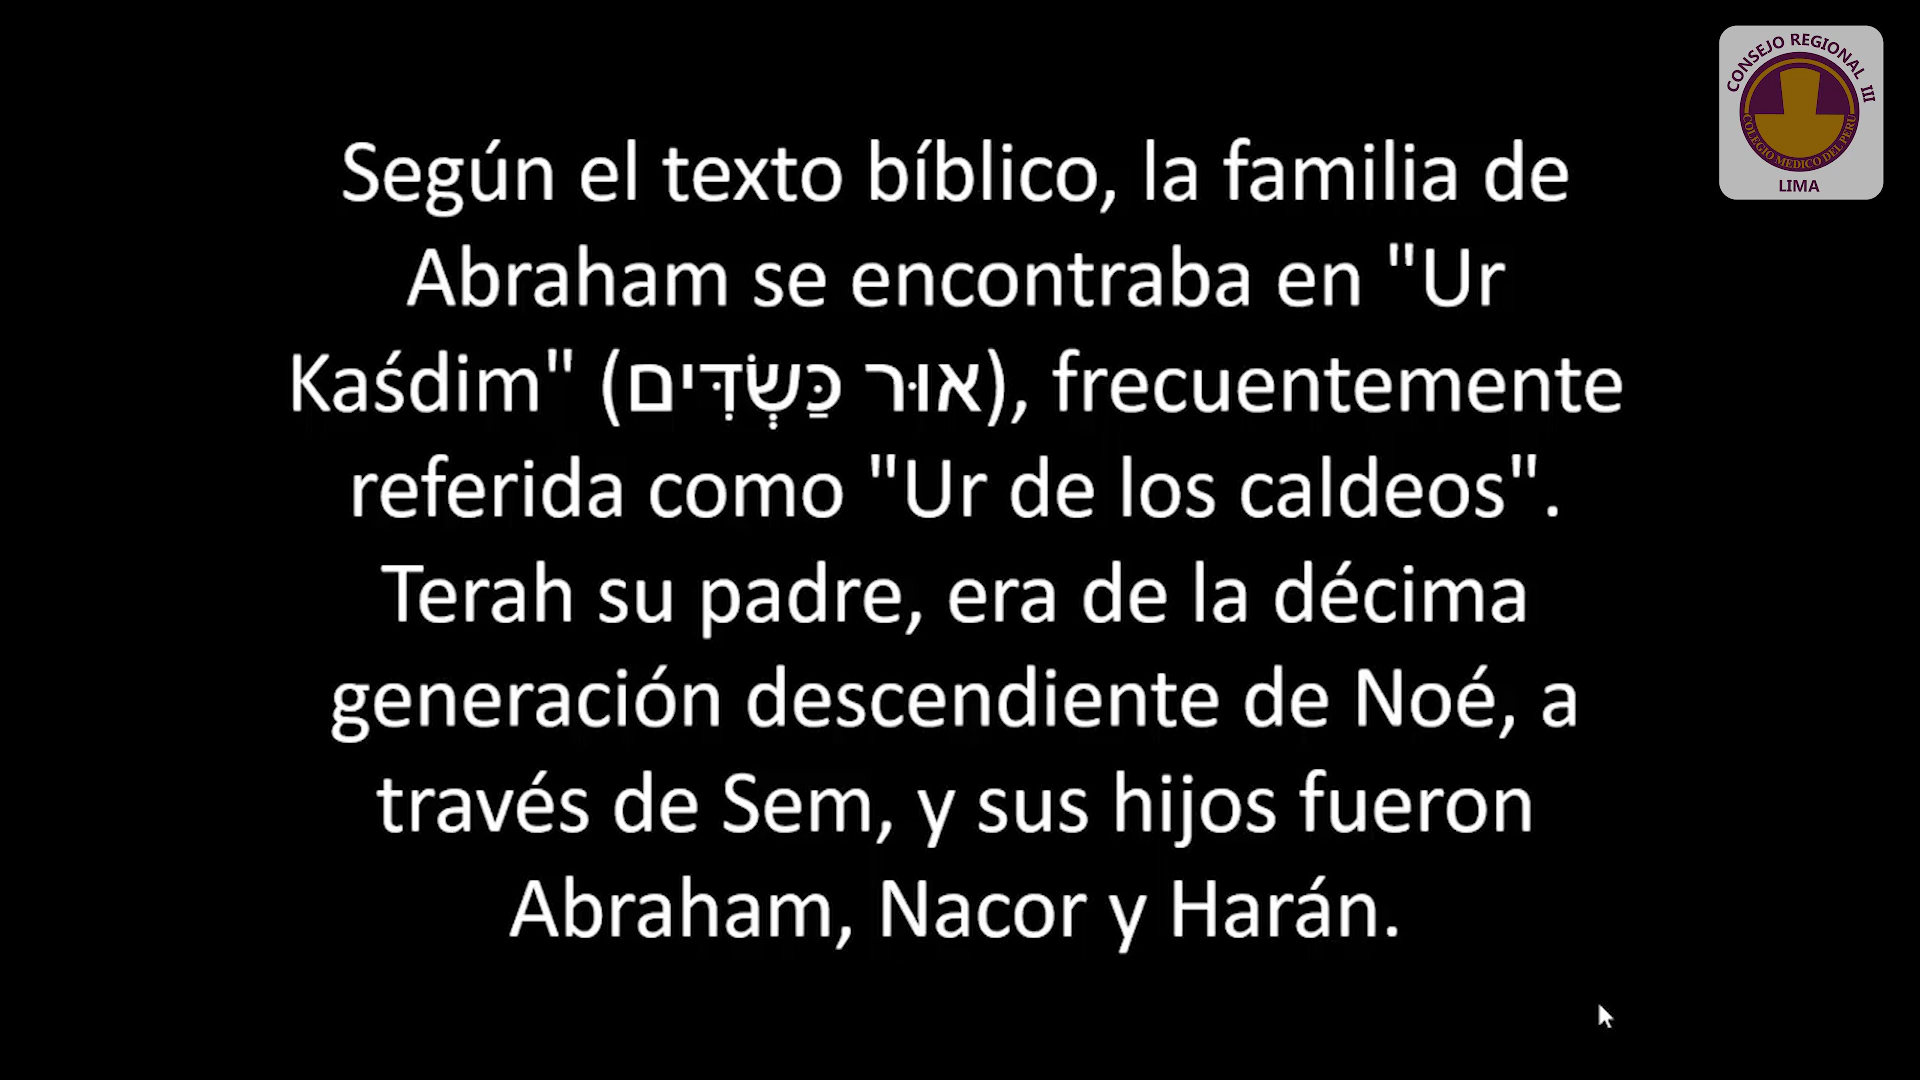 Según el texto bíblico, la familia de
Abraham se encontraba en "Ur
Kaśdim" (אוּר כַּשְׂדִּים), frecuentemente
referida como "Ur de los caldeos".
Terah su padre, era de la décima
generación descendiente de Noé, a
través de Sem, y sus hijos fueron
Abraham, Nacor y Harán.
CONSEJO REGIONAL III
COLEGIO MEDICO DEL PERU
LIMA